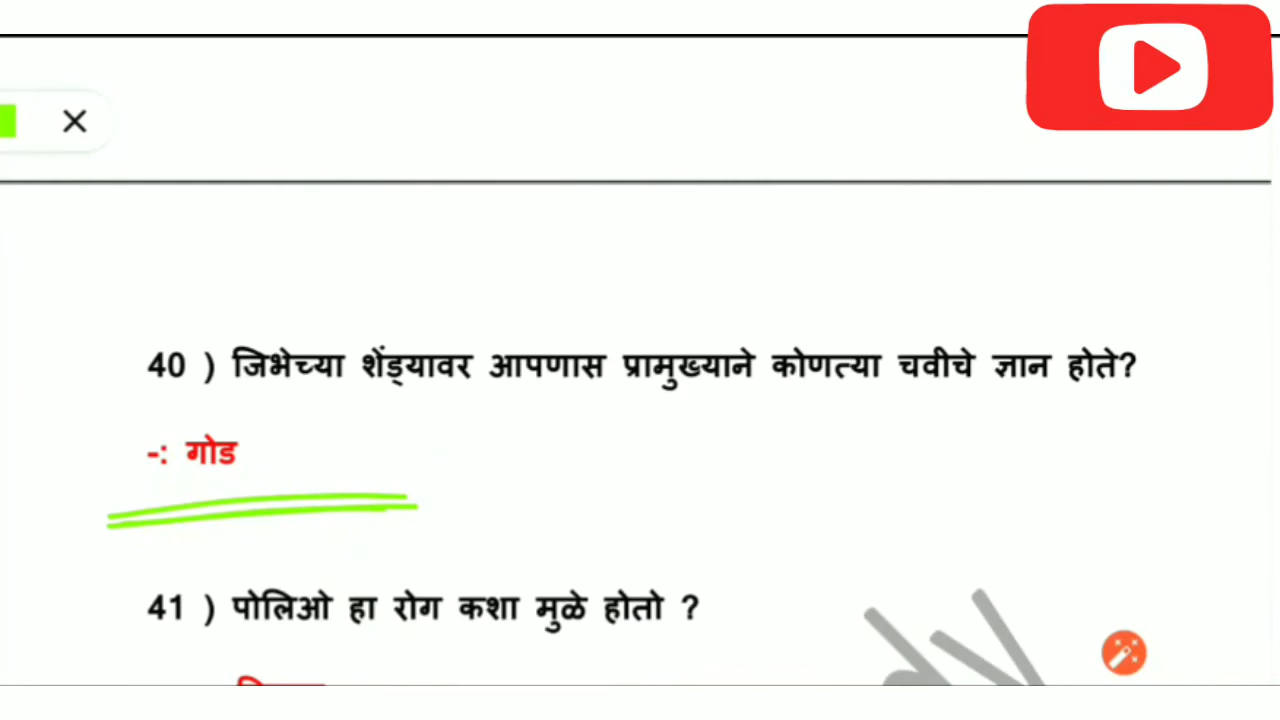 40 ) जिभेच्या शेंड्यावर आपणास प्रामुख्याने कोणत्या चवीचे ज्ञान होते?
-: गोड
41 ) पोलिओ हा रोग कशा मुळे होतो ?